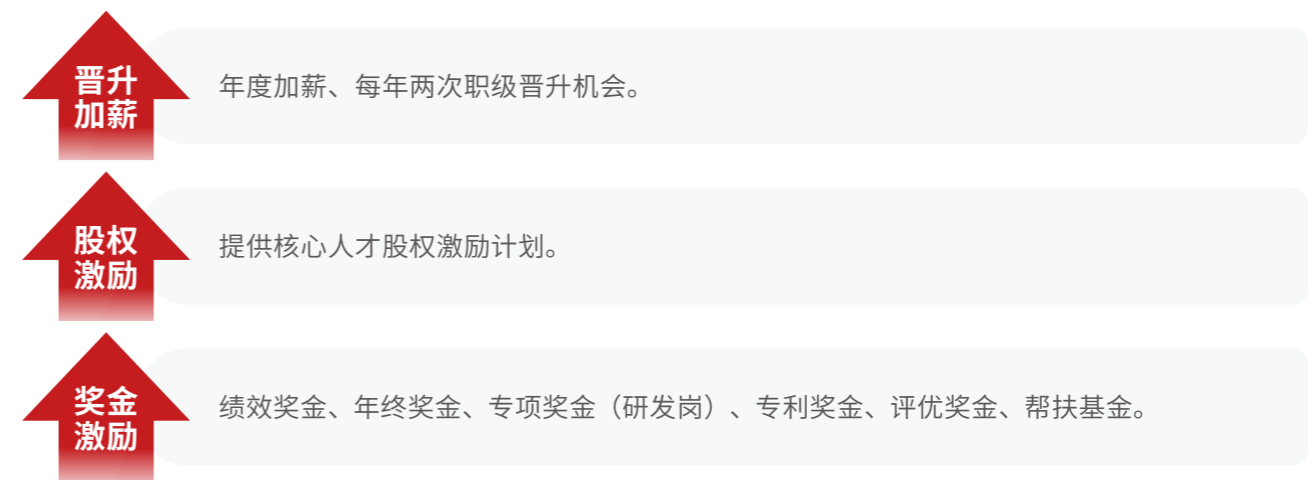 晋升
加薪
年度加薪、每年两次职级晋升机会。
股权
激励
提供核心人才股权激励计划。
奖金
激励
绩效奖金、年终奖金、专项奖金（研发岗）、专利奖金、评优奖金、帮扶基金。